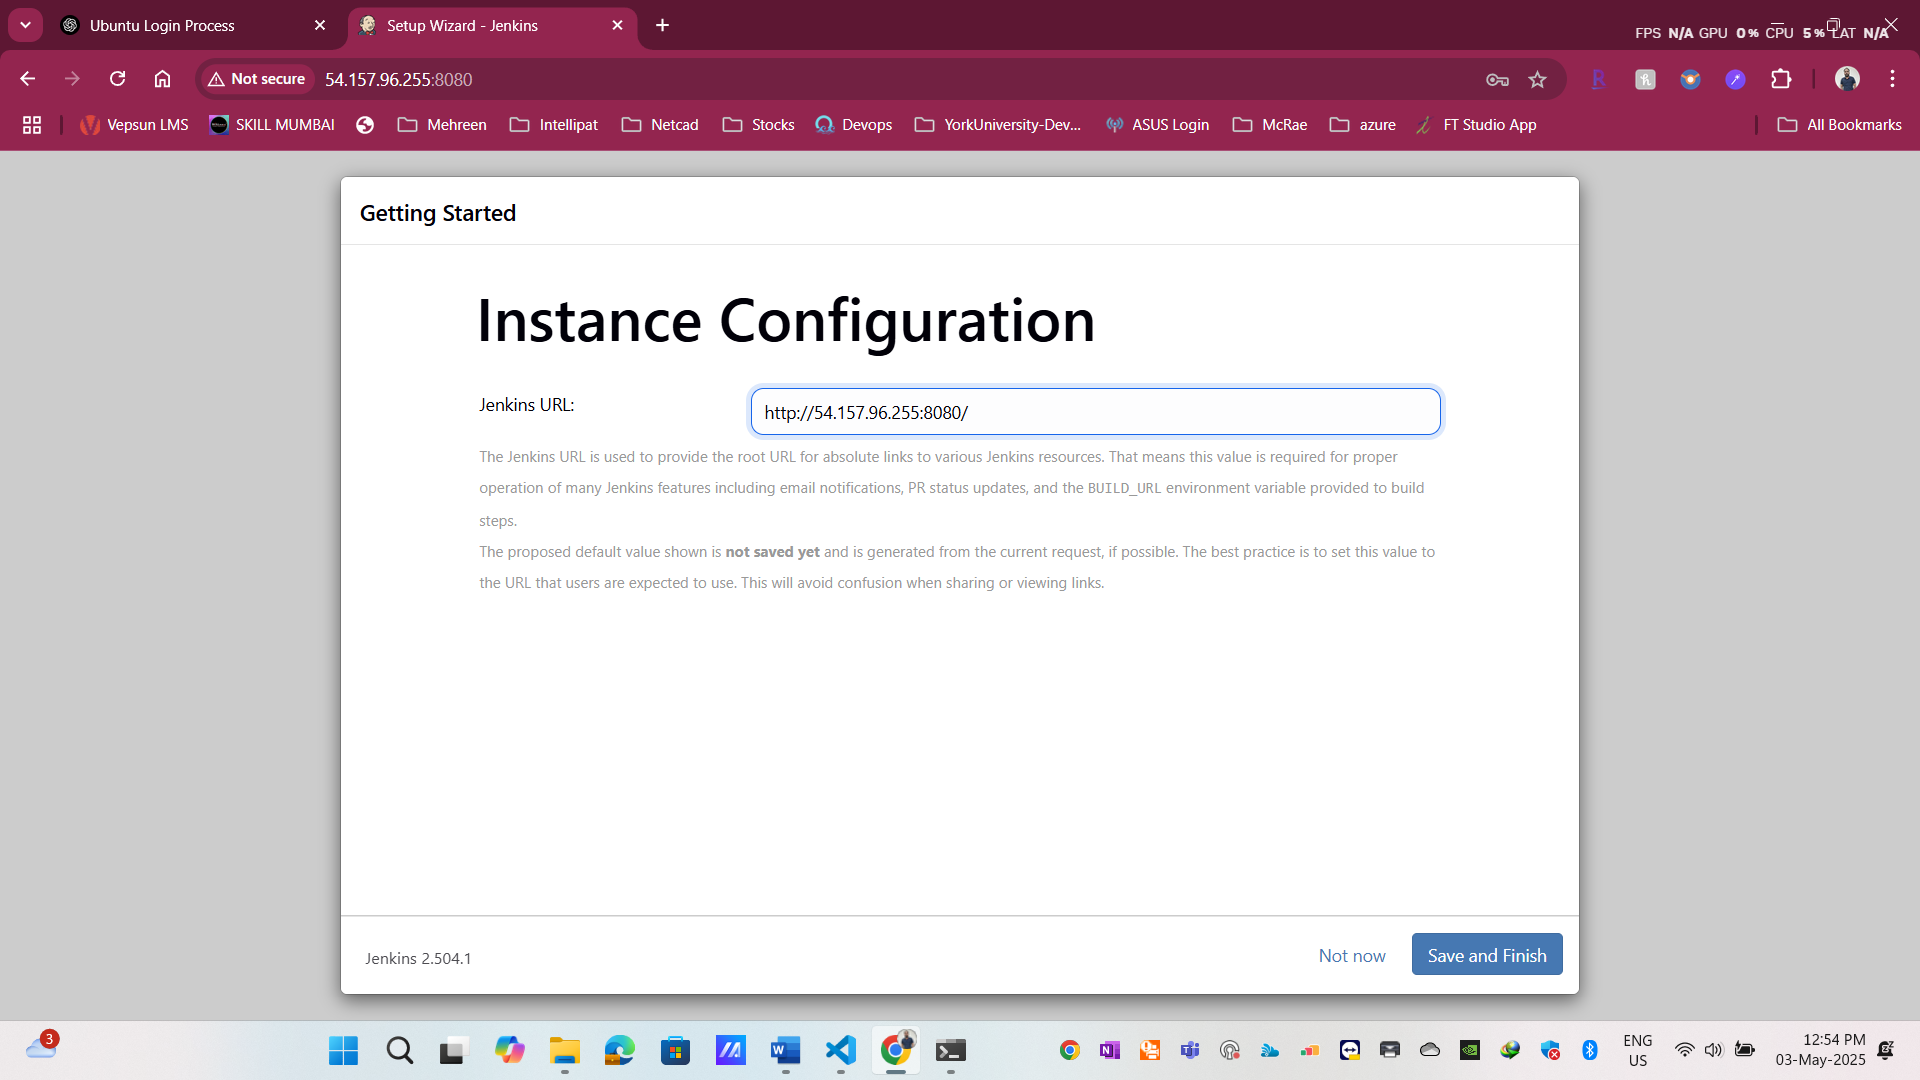 Ubuntu Login Process
Setup Wizard - Jenkins
FPS N/A GPU 0% CPU 5% LAT N/A
Not secure
54.157.96.255:8080
Vepsun LMS
SKILL MUMBAI
Mehreen
Intellipat
Netcad
Stocks
Devops
YorkUniversity-Dev...
ASUS Login
McRae
azure
FT Studio App
All Bookmarks
Getting Started
Instance Configuration
Jenkins URL:
http://54.157.96.255:8080/
The Jenkins URL is used to provide the root URL for absolute links to various Jenkins resources. That means this value is required for proper
operation of many Jenkins features including email notifications, PR status updates, and the BUILD_URL environment variable provided to build
steps.
The proposed default value shown is not saved yet and is generated from the current request, if possible. The best practice is to set this value to
the URL that users are expected to use. This will avoid confusion when sharing or viewing links.
Jenkins 2.504.1
Not now
Save and Finish
3
ENG
US
12:54 PM
03-May-2025